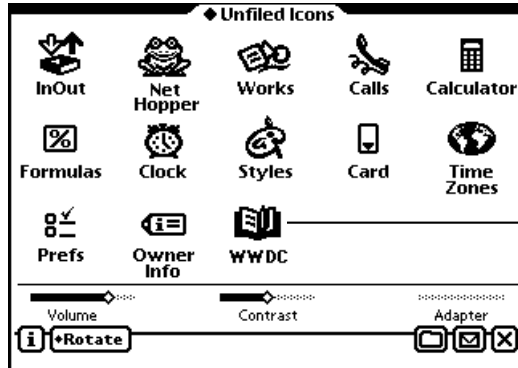 ◆Unfiled Icons
InOut
Net
Hopper
Works
Calls
Calculator
Formulas
Clock
Styles
Card
Time
Zones
Prefs
Owner
Info
WWDC
Volume
Contrast
Adapter
i
◆Rotate
X